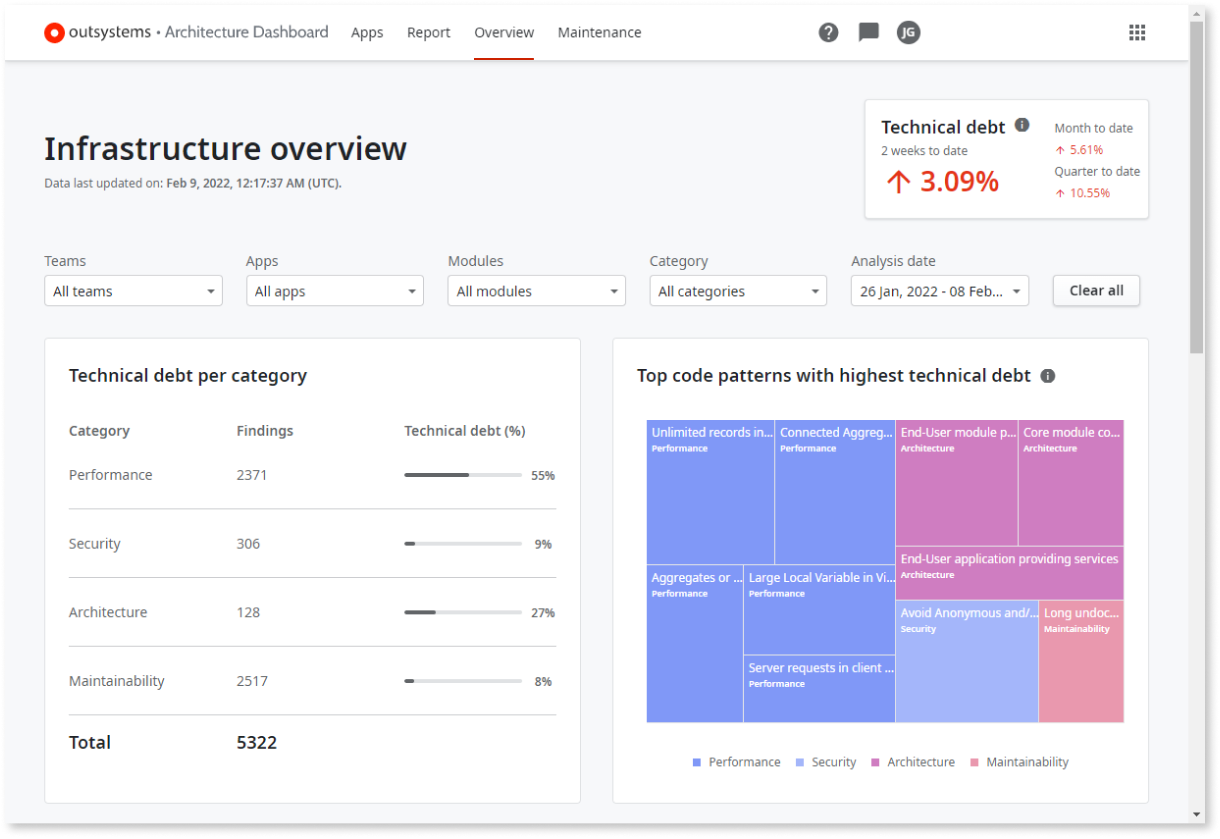 outsystems • Architecture Dashboard Apps Report Overview Maintenance ? JG
Infrastructure overview
Data last updated on: Feb 9, 2022, 12:17:37 AM (UTC).
Technical debt i
2 weeks to date
↑ 3.09%
Month to date
↑ 5.61%
Quarter to date
↑ 10.55%
Teams Apps Modules Category Analysis date
All teams All apps All modules All categories 26 Jan, 2022 - 08 Feb... Clear all
Technical debt per category
Category Findings Technical debt (%)
Performance 2371 55%
Security 306 9%
Architecture 128 27%
Maintainability 2517 8%
Total 5322
Top code patterns with highest technical debt i
Unlimited records in...
Performance
Connected Aggreg...
Performance
End-User module p...
Architecture
Core module co...
Architecture
End-User application providing services
Architecture
Aggregates or ...
Performance
Large Local Variable in Vi...
Performance
Server requests in client ...
Performance
Avoid Anonymous and/...
Security
Long undoc...
Maintainability
Performance Security Architecture Maintainability